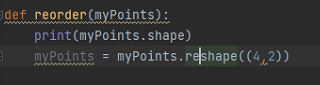 def reorder(myPoints):
    print(myPoints.shape)
    myPoints = myPoints.reshape((4,2))